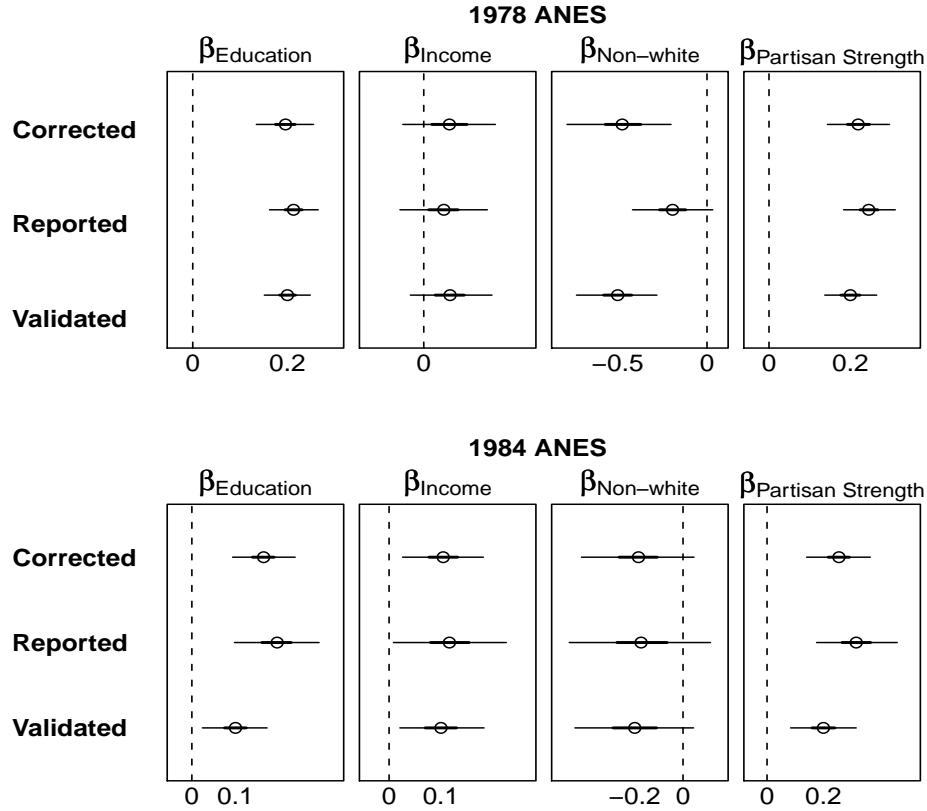 1978 ANES
βEducation βIncome βNon−white βPartisan Strength
Corrected
Reported
Validated
0 0.2 0 −0.5 0 0 0.2
1984 ANES
βEducation βIncome βNon−white βPartisan Strength
Corrected
Reported
Validated
0 0.1 0 0.1 −0.2 0 0 0.2